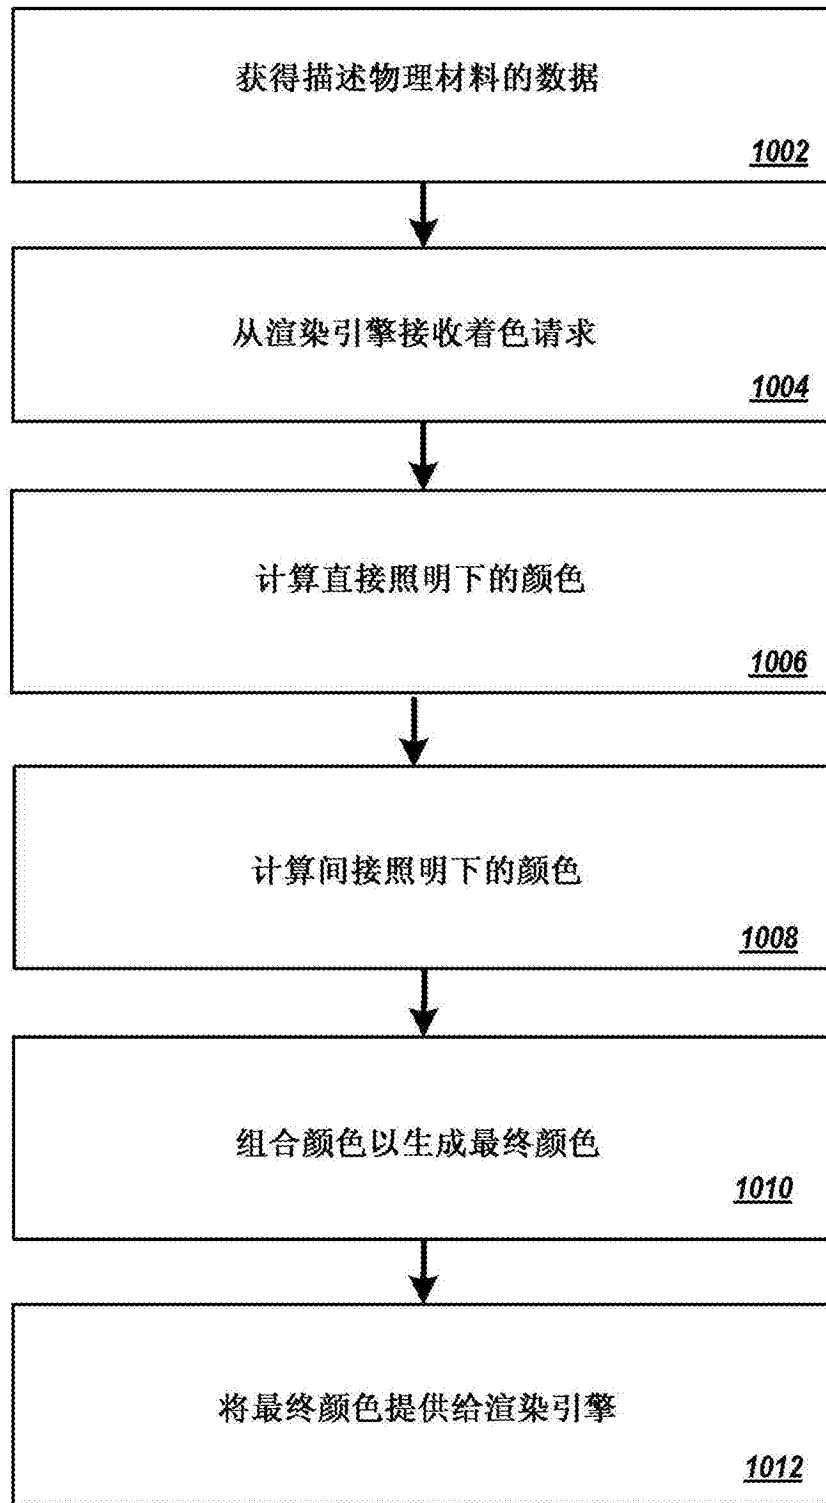 获得描述物理材料的数据
1002
从渲染引擎接收着色请求
1004
计算直接照明下的颜色
1006
计算间接照明下的颜色
1008
组合颜色以生成最终颜色
1010
将最终颜色提供给渲染引擎
1012